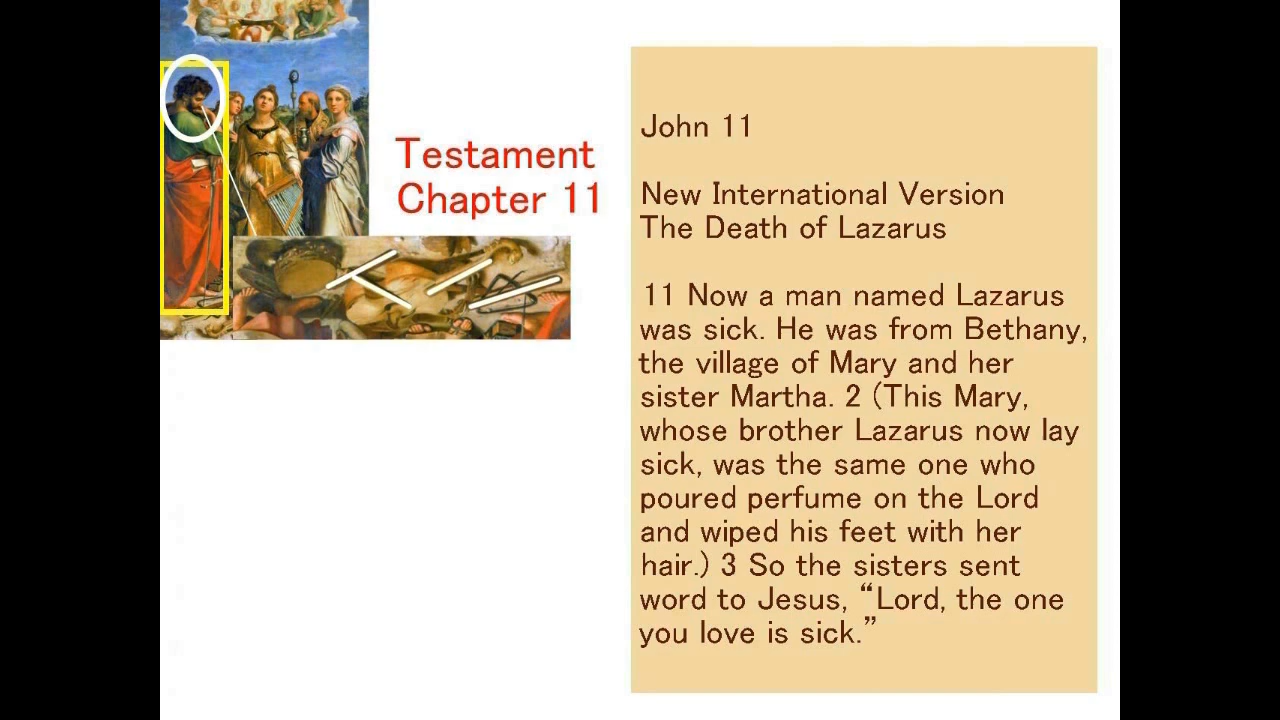 Testament
Chapter 11
John 11
New International Version
The Death of Lazarus
11 Now a man named Lazarus
was sick. He was from Bethany,
the village of Mary and her
sister Martha. 2 (This Mary,
whose brother Lazarus now lay
sick, was the same one who
poured perfume on the Lord
and wiped his feet with her
hair.) 3 So the sisters sent
word to Jesus, “Lord, the one
you love is sick.”